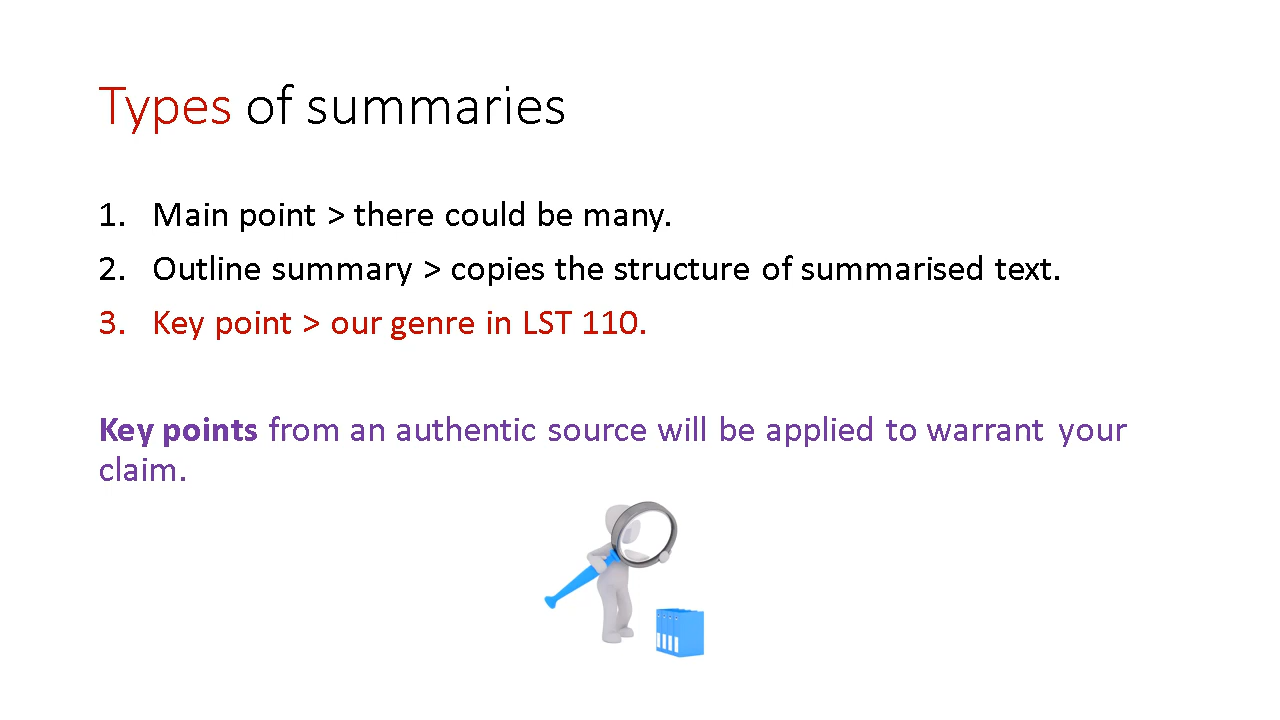 Types of summaries
1. Main point > there could be many.
2. Outline summary > copies the structure of summarised text.
3. Key point > our genre in LST 110.
Key points from an authentic source will be applied to warrant your
claim.